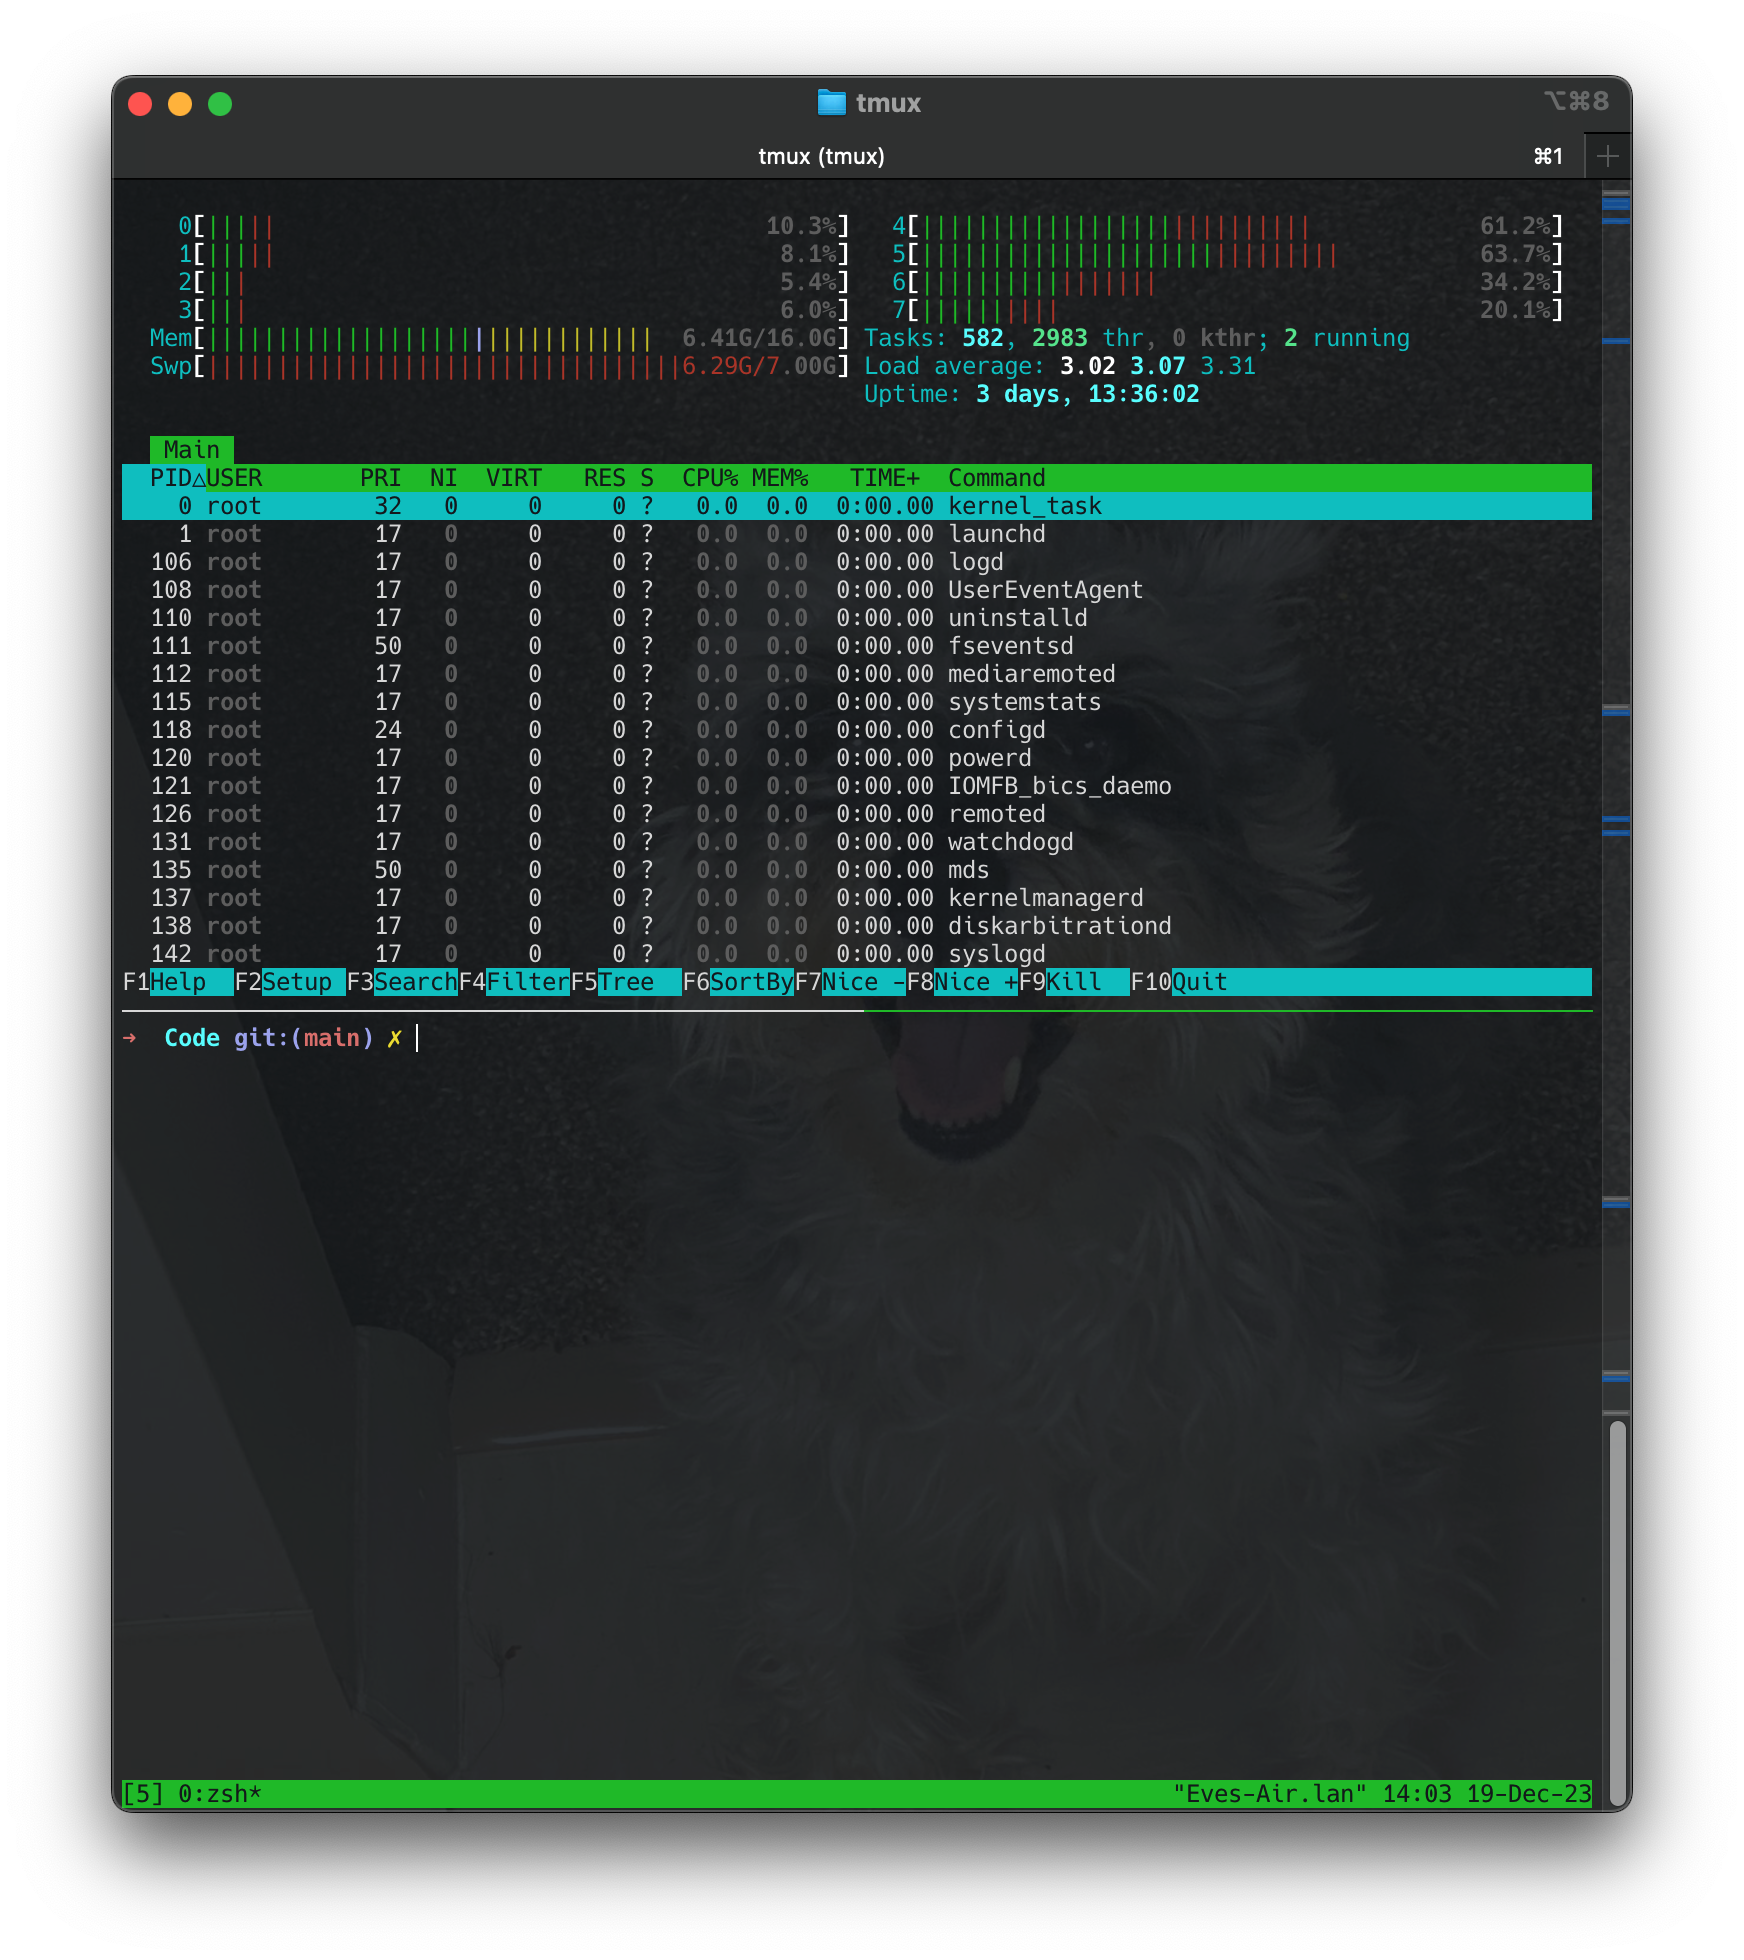 tmux ⌥⌘8
tmux (tmux) ⌘1 +
0[||||| 10.3%] 4[|||||||||||||||||||||||||||| 61.2%]
1[||||| 8.1%] 5[|||||||||||||||||||||||||||||| 63.7%]
2[||| 5.4%] 6[||||||||||||||||| 34.2%]
3[||| 6.0%] 7[|||||||||| 20.1%]
Mem[|||||||||||||||||||||||||||||||| 6.41G/16.0G] Tasks: 582, 2983 thr, 0 kthr; 2 running
Swp[||||||||||||||||||||||||||||||||||6.29G/7.00G] Load average: 3.02 3.07 3.31
Uptime: 3 days, 13:36:02
Main
PID△USER PRI NI VIRT RES S CPU% MEM% TIME+ Command
0 root 32 0 0 0 ? 0.0 0.0 0:00.00 kernel_task
1 root 17 0 0 0 ? 0.0 0.0 0:00.00 launchd
106 root 17 0 0 0 ? 0.0 0.0 0:00.00 logd
108 root 17 0 0 0 ? 0.0 0.0 0:00.00 UserEventAgent
110 root 17 0 0 0 ? 0.0 0.0 0:00.00 uninstalld
111 root 50 0 0 0 ? 0.0 0.0 0:00.00 fseventsd
112 root 17 0 0 0 ? 0.0 0.0 0:00.00 mediaremoted
115 root 17 0 0 0 ? 0.0 0.0 0:00.00 systemstats
118 root 24 0 0 0 ? 0.0 0.0 0:00.00 configd
120 root 17 0 0 0 ? 0.0 0.0 0:00.00 powerd
121 root 17 0 0 0 ? 0.0 0.0 0:00.00 IOMFB_bics_daemo
126 root 17 0 0 0 ? 0.0 0.0 0:00.00 remoted
131 root 17 0 0 0 ? 0.0 0.0 0:00.00 watchdogd
135 root 50 0 0 0 ? 0.0 0.0 0:00.00 mds
137 root 17 0 0 0 ? 0.0 0.0 0:00.00 kernelmanagerd
138 root 17 0 0 0 ? 0.0 0.0 0:00.00 diskarbitrationd
142 root 17 0 0 0 ? 0.0 0.0 0:00.00 syslogd
F1Help F2Setup F3SearchF4FilterF5Tree F6SortByF7Nice -F8Nice +F9Kill F10Quit
➜ Code git:(main) ✗
[5] 0:zsh* "Eves-Air.lan" 14:03 19-Dec-23